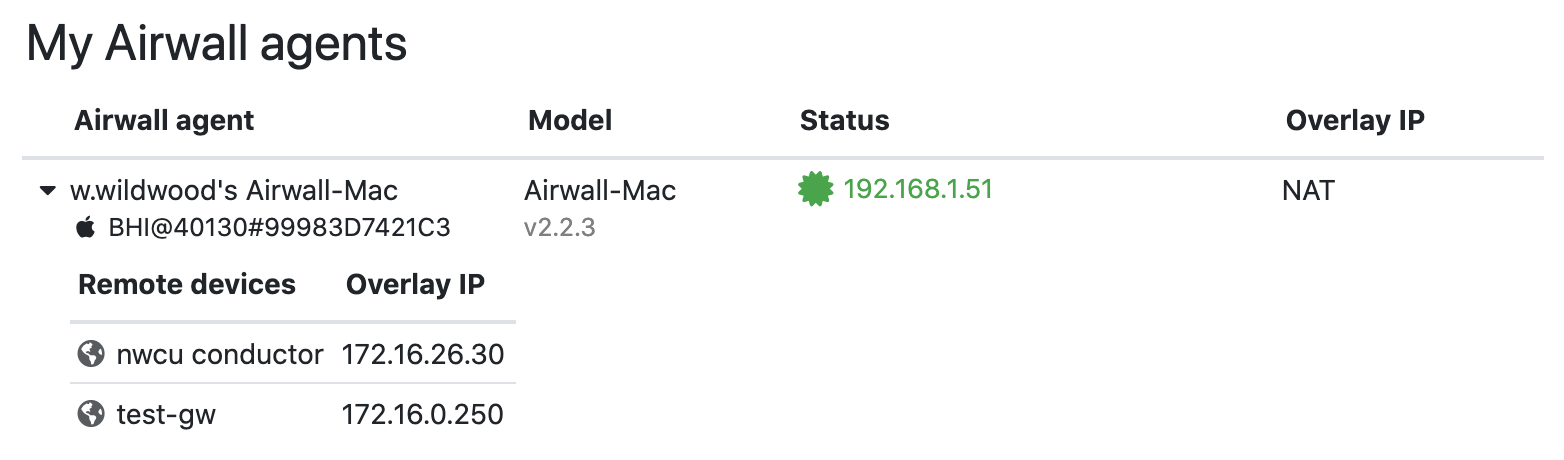 My Airwall agents
Airwall agent Model Status Overlay IP
w.wildwood's Airwall-Mac Airwall-Mac 192.168.1.51 NAT
BHI@40130#99983D7421C3 v2.2.3
Remote devices Overlay IP
nwcu conductor 172.16.26.30
test-gw 172.16.0.250